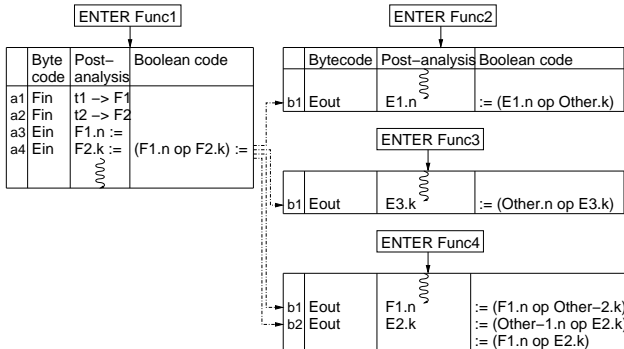 ENTER Func1
Byte code Post-analysis Boolean code
a1 Fin t1 -> F1
a2 Fin t2 -> F2
a3 Ein F1.n :=
a4 Ein F2.k := (F1.n op F2.k) :=
ENTER Func2
Bytecode Post-analysis Boolean code
b1 Eout E1.n := (E1.n op Other.k)
ENTER Func3
b1 Eout E3.k := (Other.n op E3.k)
ENTER Func4
b1 Eout F1.n := (F1.n op Other-2.k)
b2 Eout E2.k := (Other-1.n op E2.k)
:= (F1.n op E2.k)